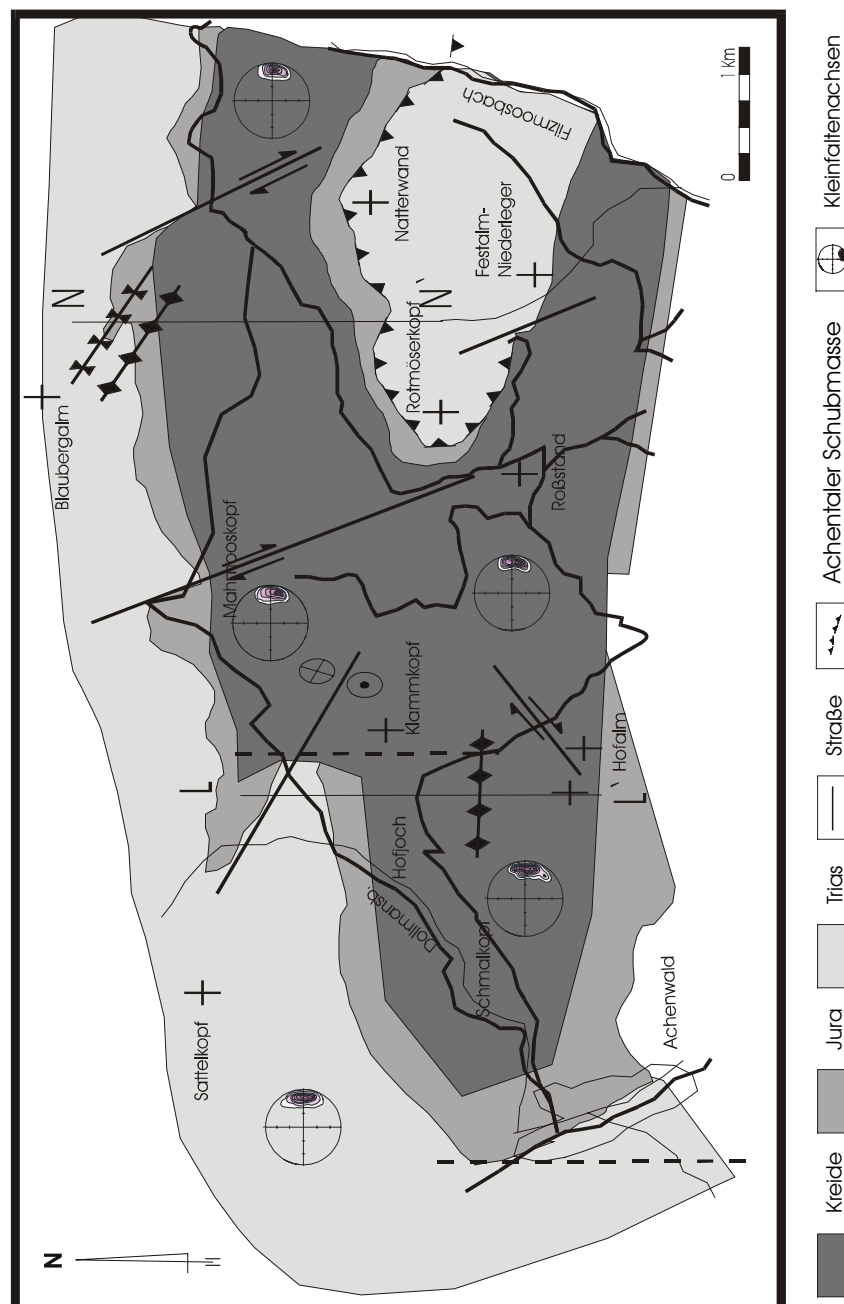 N
Sattelkopf
Blaubergalm
L
N
Mahmooskopf
Dollmansb.
Hofjoch
Klammkopf
Schmalkopf
Rotmöserkopf
N`
Natterwand
Filzmoosbach
Festalm-
Niederleger
Roßstand
Hofalm
L`
Achenwald
0
1 Km
Kreide
Jura
Trias
Straße
Achentaler Schubmasse
Kleinfaltenachsen